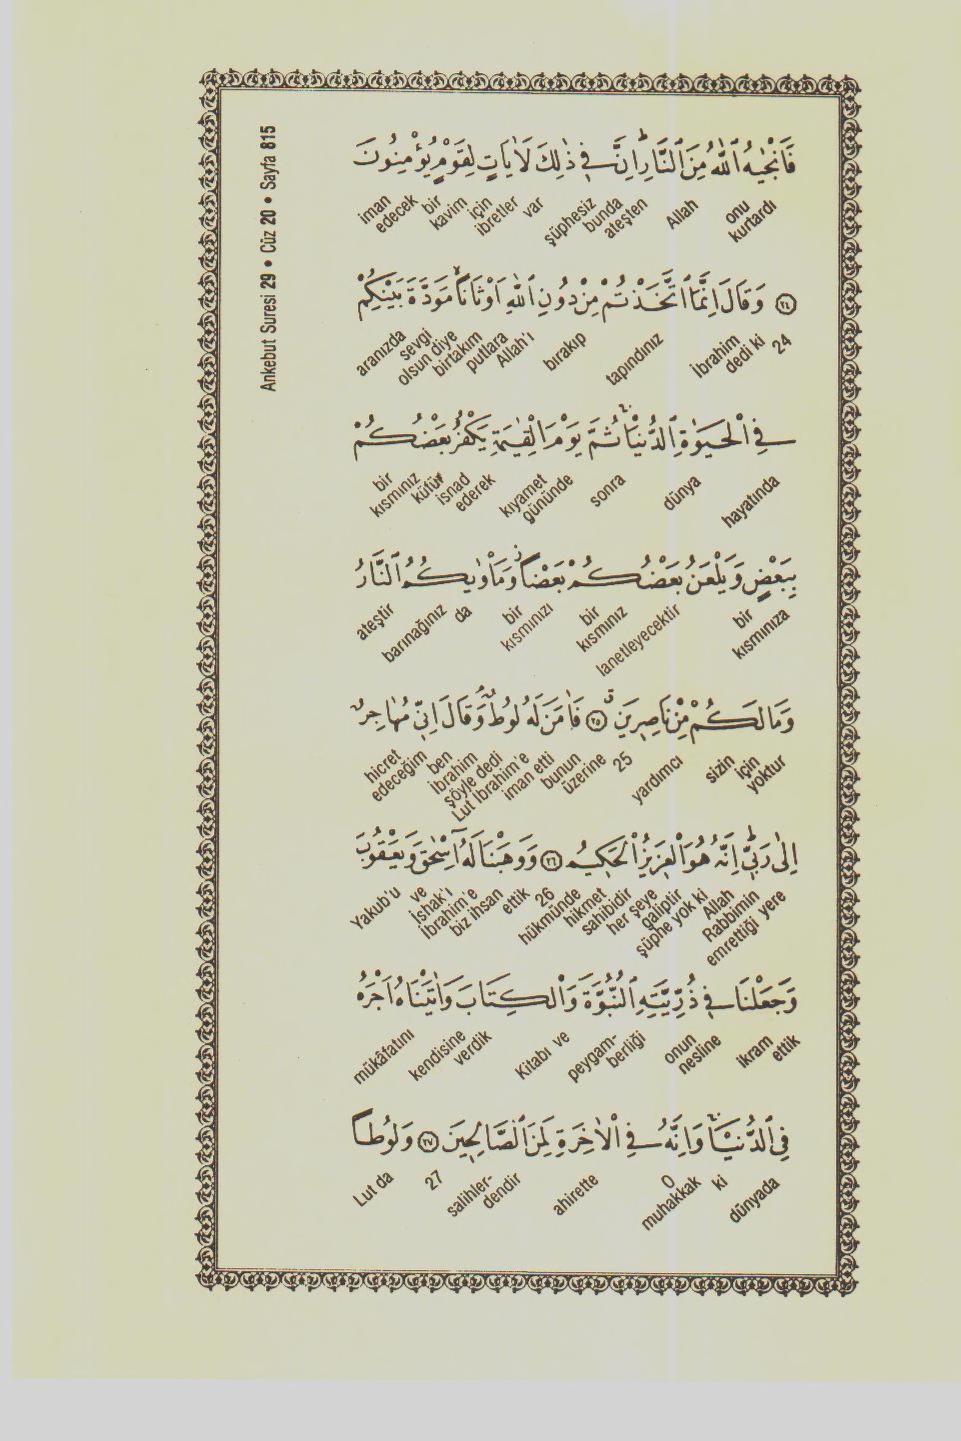 Ankebut Suresi 29 • Cüz 20 • Sayfa 815
فَاَنْجٰيهُ اللّٰهُ مِنَ النَّارِ اِنَّ فِي ذٰلِكَ لَاٰيَاتٍ لِقَوْمٍ يُؤْمِنُونَ
onu kurtardı Allah ateşten bunda şüphesiz var ibretler için kavim bir edecek iman
﴿٢٤﴾ وَقَالَ اِنَّمَا اتَّخَذْتُمْ مِنْ دُونِ اللّٰهِ اَوْثَانًا مَوَدَّةَ بَيْنِكُمْ
24 İbrahim dedi ki tapındınız bırakıp Allah'ı putlara birtakım olsun diye sevgi aranızda
فِي الْحَيٰوةِ الدُّنْيَا ثُمَّ يَوْمَ الْقِيٰمَةِ يَكْفُرُ بَعْضُكُمْ
hayatında dünya sonra kıyamet gününde isnad ederek küfür bir kısmınız
بِبَعْضٍ وَيَلْعَنُ بَعْضُكُمْ بَعْضًا وَمَأْوٰيكُمُ النَّارُ
bir kısmınıza lanetleyecektir bir kısmınız bir kısmınızı da barınağınız ateştir
وَمَا لَكُمْ مِنْ نَاصِرِينَ ﴿٢٥﴾ فَاٰمَنَ لَهُ لُوطٌ وَقَالَ اِنِّي مُهَاجِرٌ
sizin için yoktur yardımcı 25 bunun üzerine iman etti Lut İbrahim'e şöyle dedi İbrahim ben hicret edeceğim
اِلٰى رَبِّي اِنَّهُ هُوَ الْعَزِيزُ الْحَكِيمُ ﴿٢٦﴾ وَوَهَبْنَا لَهُ اِسْحٰقَ وَيَعْقُوبَ
Rabbimin emrettiği yere Allah şüphe yok ki galiptir her şeye sahibidir hikmet hükmünde 26 ettik biz ihsan İbrahim'e İshak'ı ve Yakub'u
وَجَعَلْنَا فِي ذُرِّيَّتِهِ النُّبُوَّةَ وَالْكِتَابَ وَاٰتَيْنَاهُ اَجْرَهُ
ikram ettik onun nesline peygam-berliği Kitabı ve verdik kendisine mükâfatını
فِي الدُّنْيَا وَاِنَّهُ فِي الْاٰخِرَةِ لَمِنَ الصَّالِحِينَ ﴿٢٧﴾ وَلُوطًا
dünyada ki O muhakkak ahirette salihler-dendir 27 Lut da